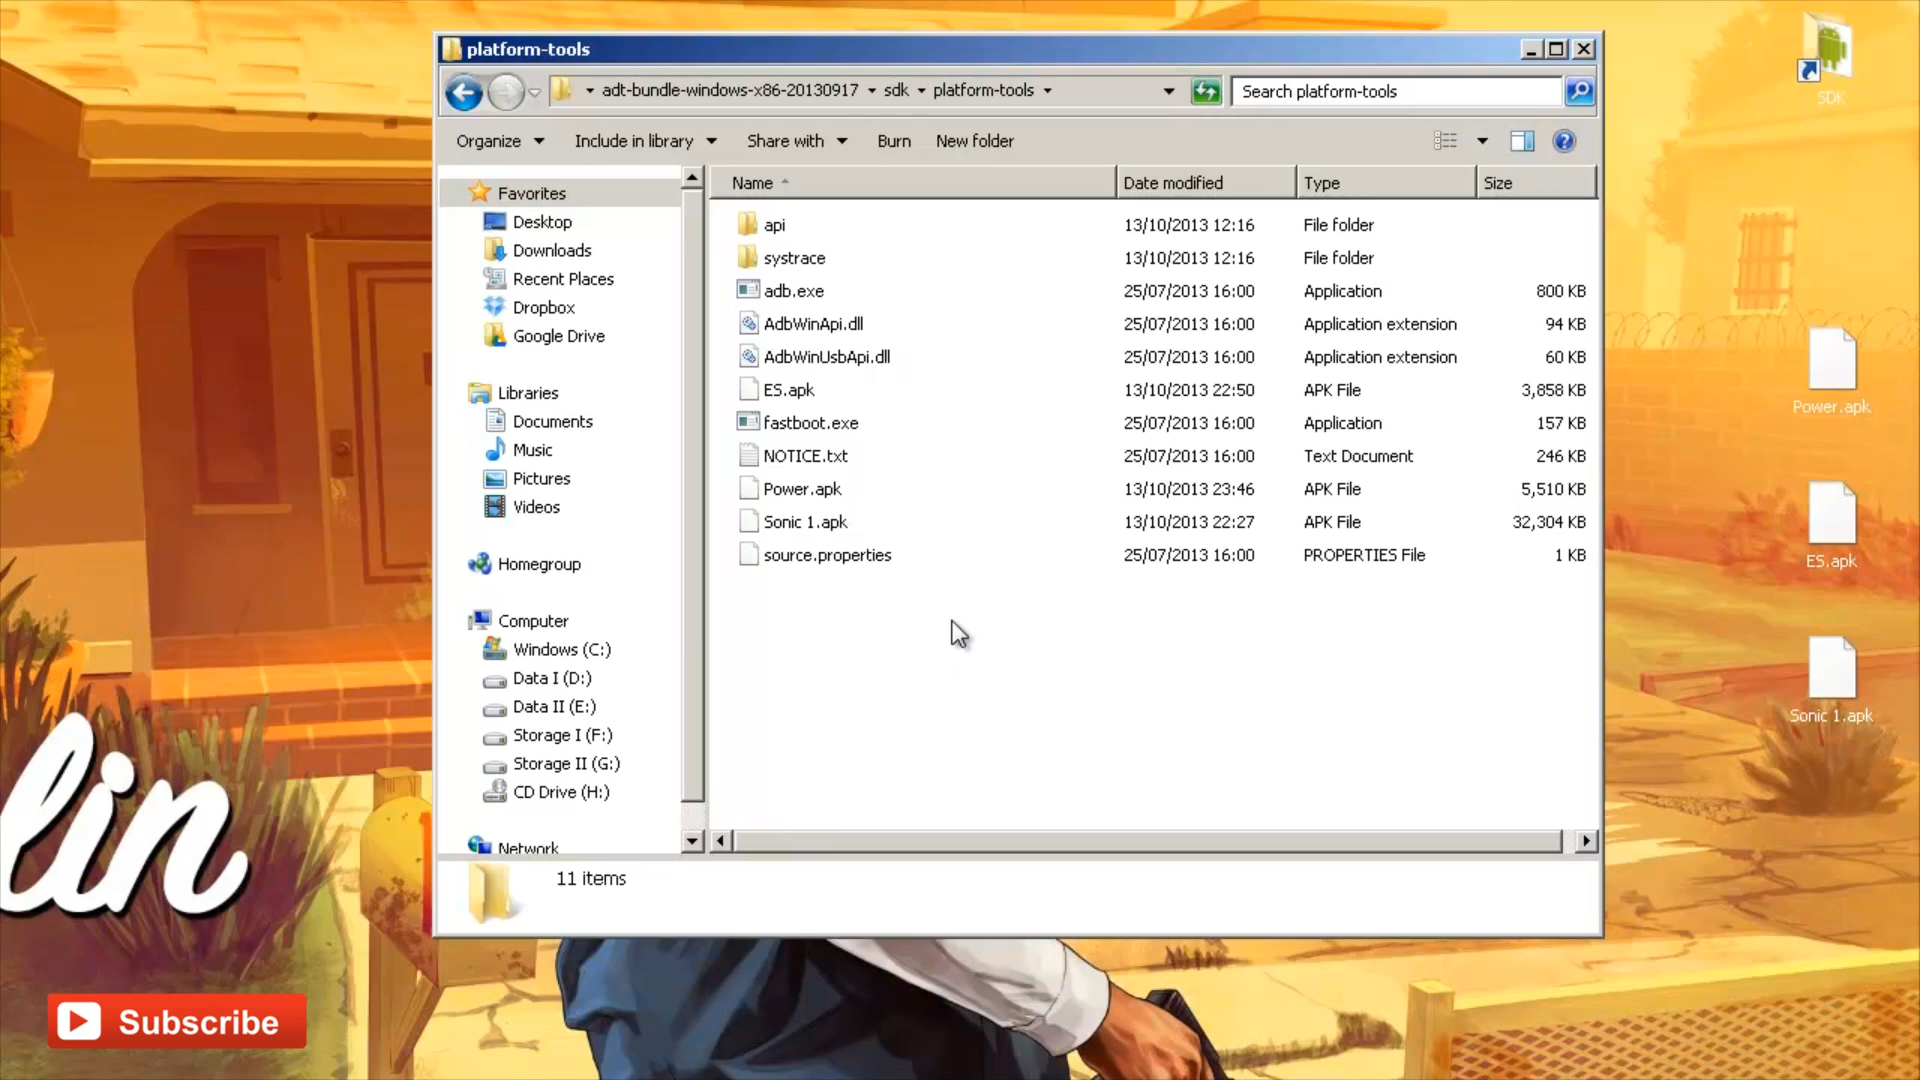 platform-tools
adt-bundle-windows-x86-20130917 sdk platform-tools
Search platform-tools
Organize Include in library Share with Burn New folder
Favorites
Desktop
Downloads
Recent Places
Dropbox
Google Drive
Libraries
Documents
Music
Pictures
Videos
Homegroup
Computer
Windows (C:)
Data I (D:)
Data II (E:)
Storage I (F:)
Storage II (G:)
CD Drive (H:)
Network
Name Date modified Type Size
api 13/10/2013 12:16 File folder
systrace 13/10/2013 12:16 File folder
adb.exe 25/07/2013 16:00 Application 800 KB
AdbWinApi.dll 25/07/2013 16:00 Application extension 94 KB
AdbWinUsbApi.dll 25/07/2013 16:00 Application extension 60 KB
ES.apk 13/10/2013 22:50 APK File 3,858 KB
fastboot.exe 25/07/2013 16:00 Application 157 KB
NOTICE.txt 25/07/2013 16:00 Text Document 246 KB
Power.apk 13/10/2013 23:46 APK File 5,510 KB
Sonic 1.apk 13/10/2013 22:27 APK File 32,304 KB
source.properties 25/07/2013 16:00 PROPERTIES File 1 KB
11 items
SDK
Power.apk
ES.apk
Sonic 1.apk
lin
Subscribe